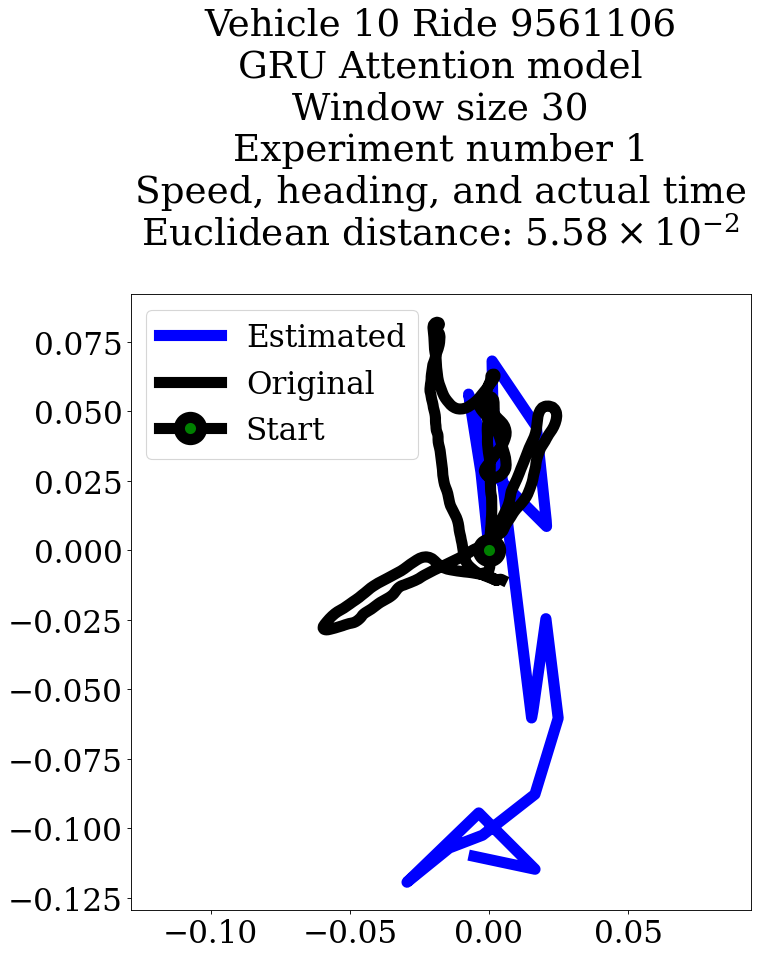 Vehicle 10 Ride 9561106
GRU Attention model
Window size 30
Experiment number 1
Speed, heading, and actual time
Euclidean distance: 5.58 × 10⁻²
Estimated
Original
Start
0.075
0.050
0.025
0.000
−0.025
−0.050
−0.075
−0.100
−0.125
−0.10 −0.05 0.00 0.05